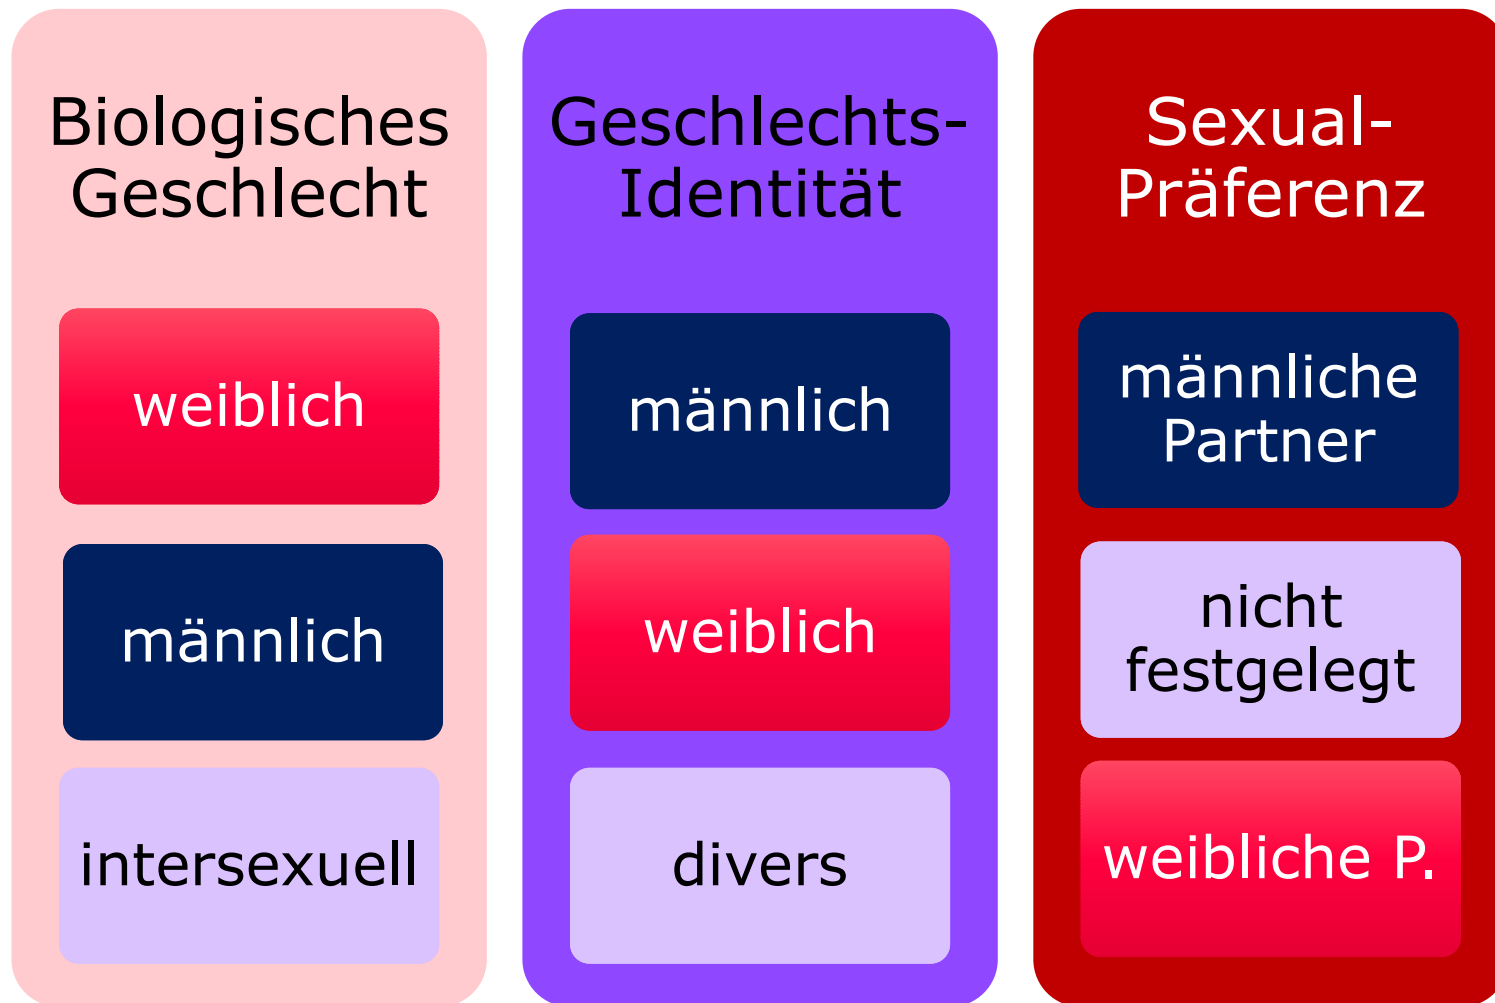 Biologisches
Geschlecht
weiblich
männlich
intersexuell
Geschlechts-
Identität
männlich
weiblich
divers
Sexual-
Präferenz
männliche
Partner
nicht
festgelegt
weibliche P.